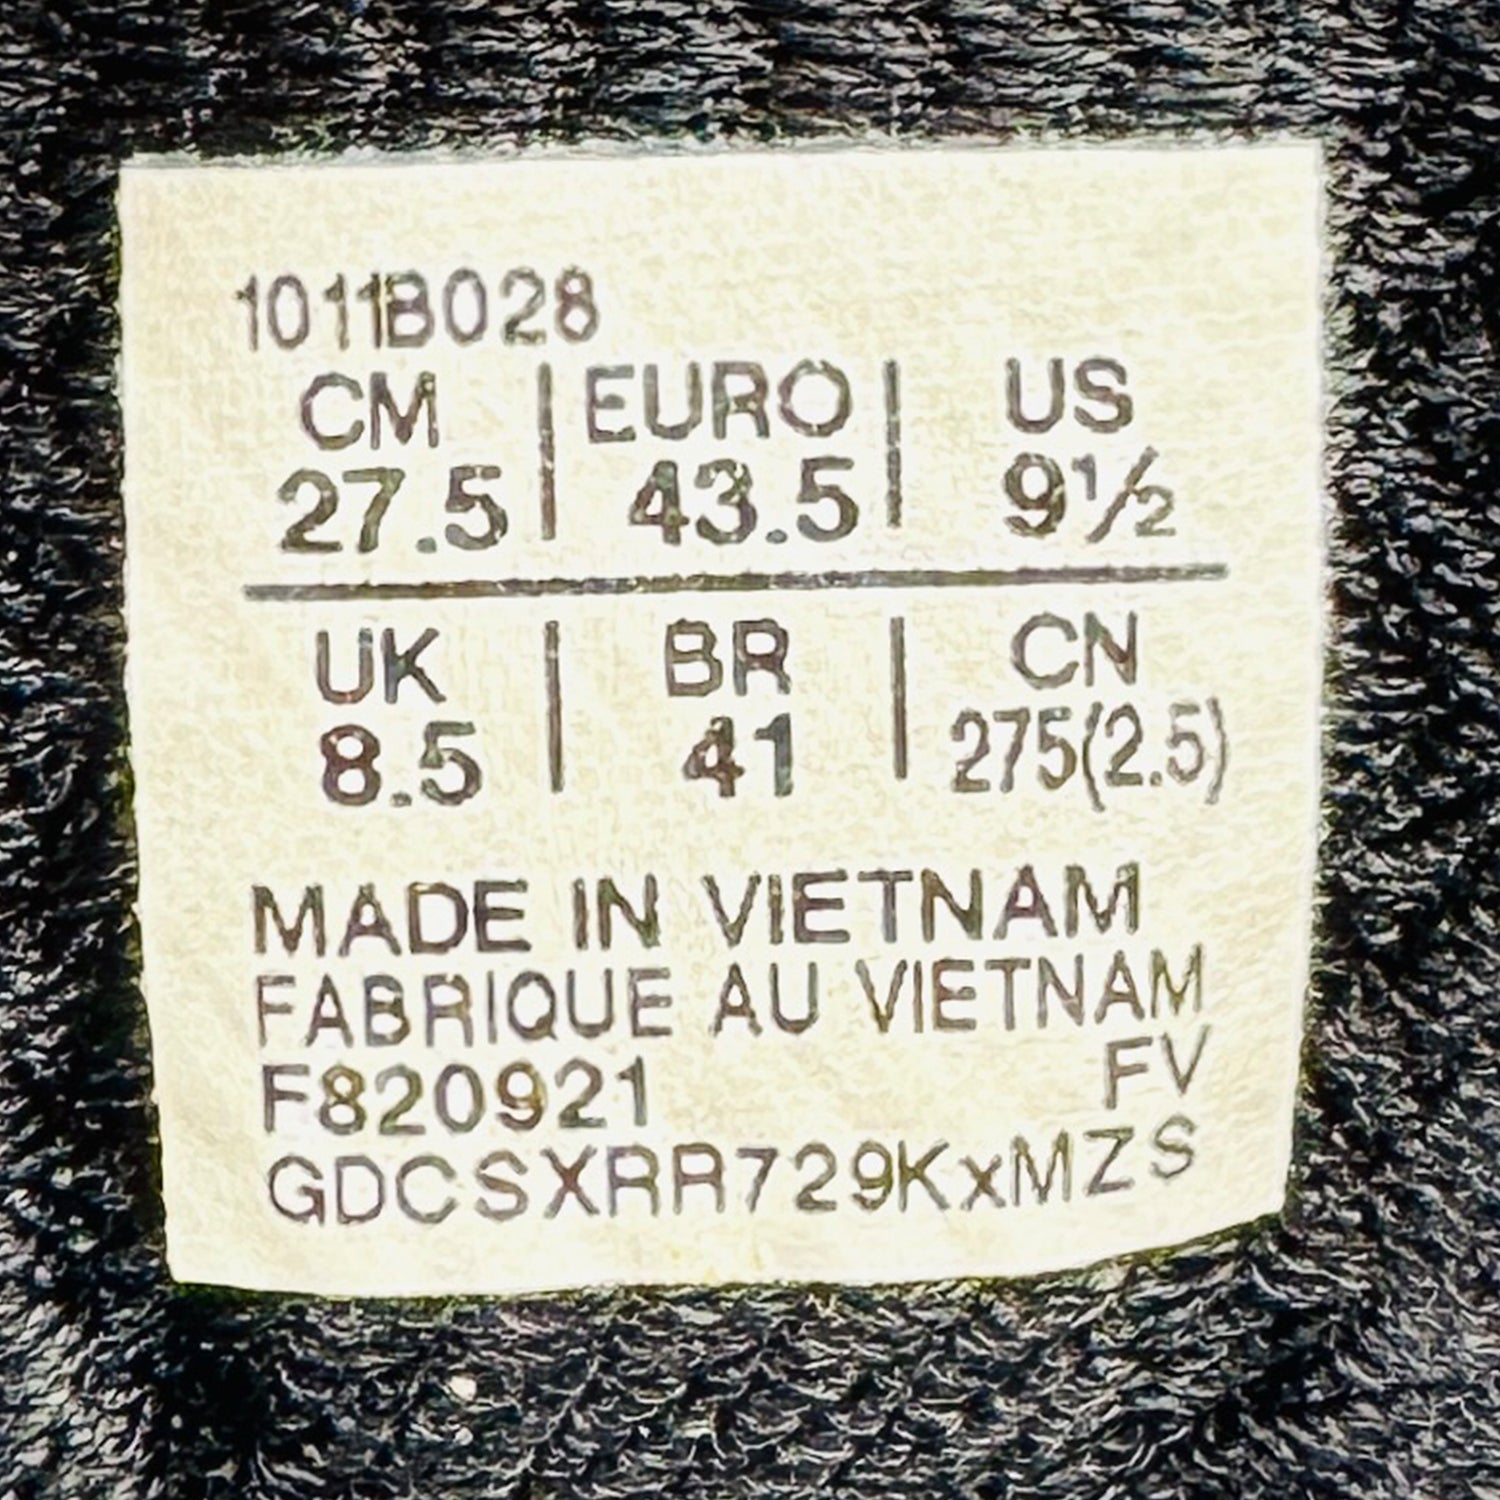 1011B028
CM | EURO | US
27.5 | 43.5 | 9½
UK | BR | CN
8.5 | 41 | 275(2.5)
MADE IN VIETNAM
FABRIQUE AU VIETNAM
F820921 FV
GDCSXRR729KxMZS